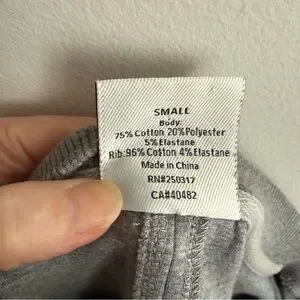 SMALL
Body:
75% Cotton 20%Polyester
5% Elastane
Rib:96% Cotton 4% Elastane
Made in China
RN#250317
CA#40482